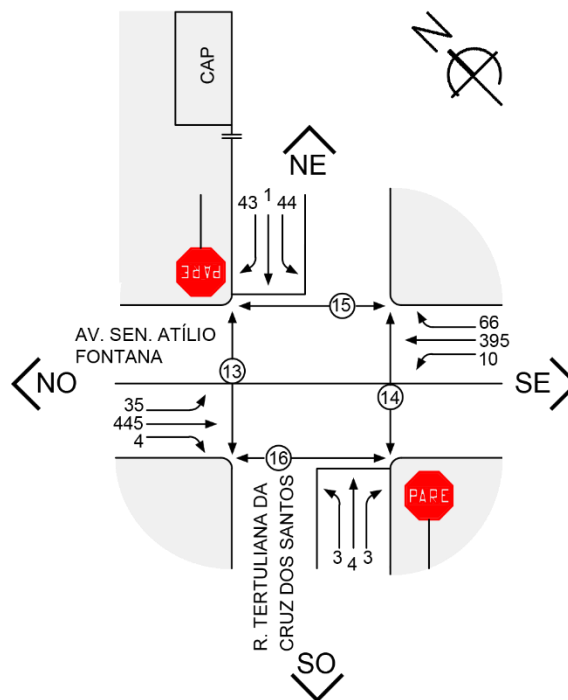 CAP
N
NE
43 1 44
PARE
15
AV. SEN. ATÍLIO
FONTANA
66
395
10
NO
13
14
SE
35
445
4
16
R. TERTULIANA DA
CRUZ DOS SANTOS
PARE
3 4 3
SO